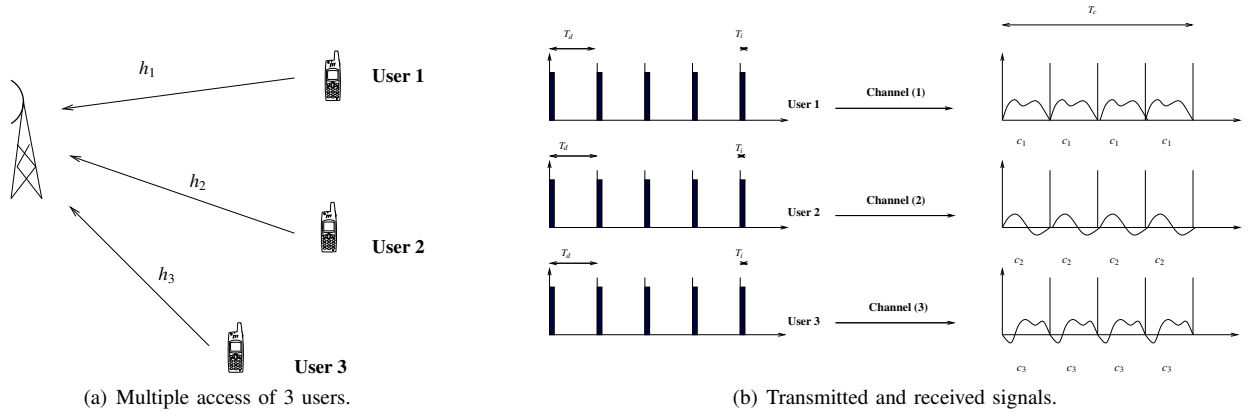 h1
User 1
h2
User 2
h3
User 3
(a) Multiple access of 3 users.
Td
Ti
User 1
Channel (1)
Tc
c1 c1 c1 c1
Td
Ti
User 2
Channel (2)
c2 c2 c2 c2
Td
Ti
User 3
Channel (3)
c3 c3 c3 c3
(b) Transmitted and received signals.